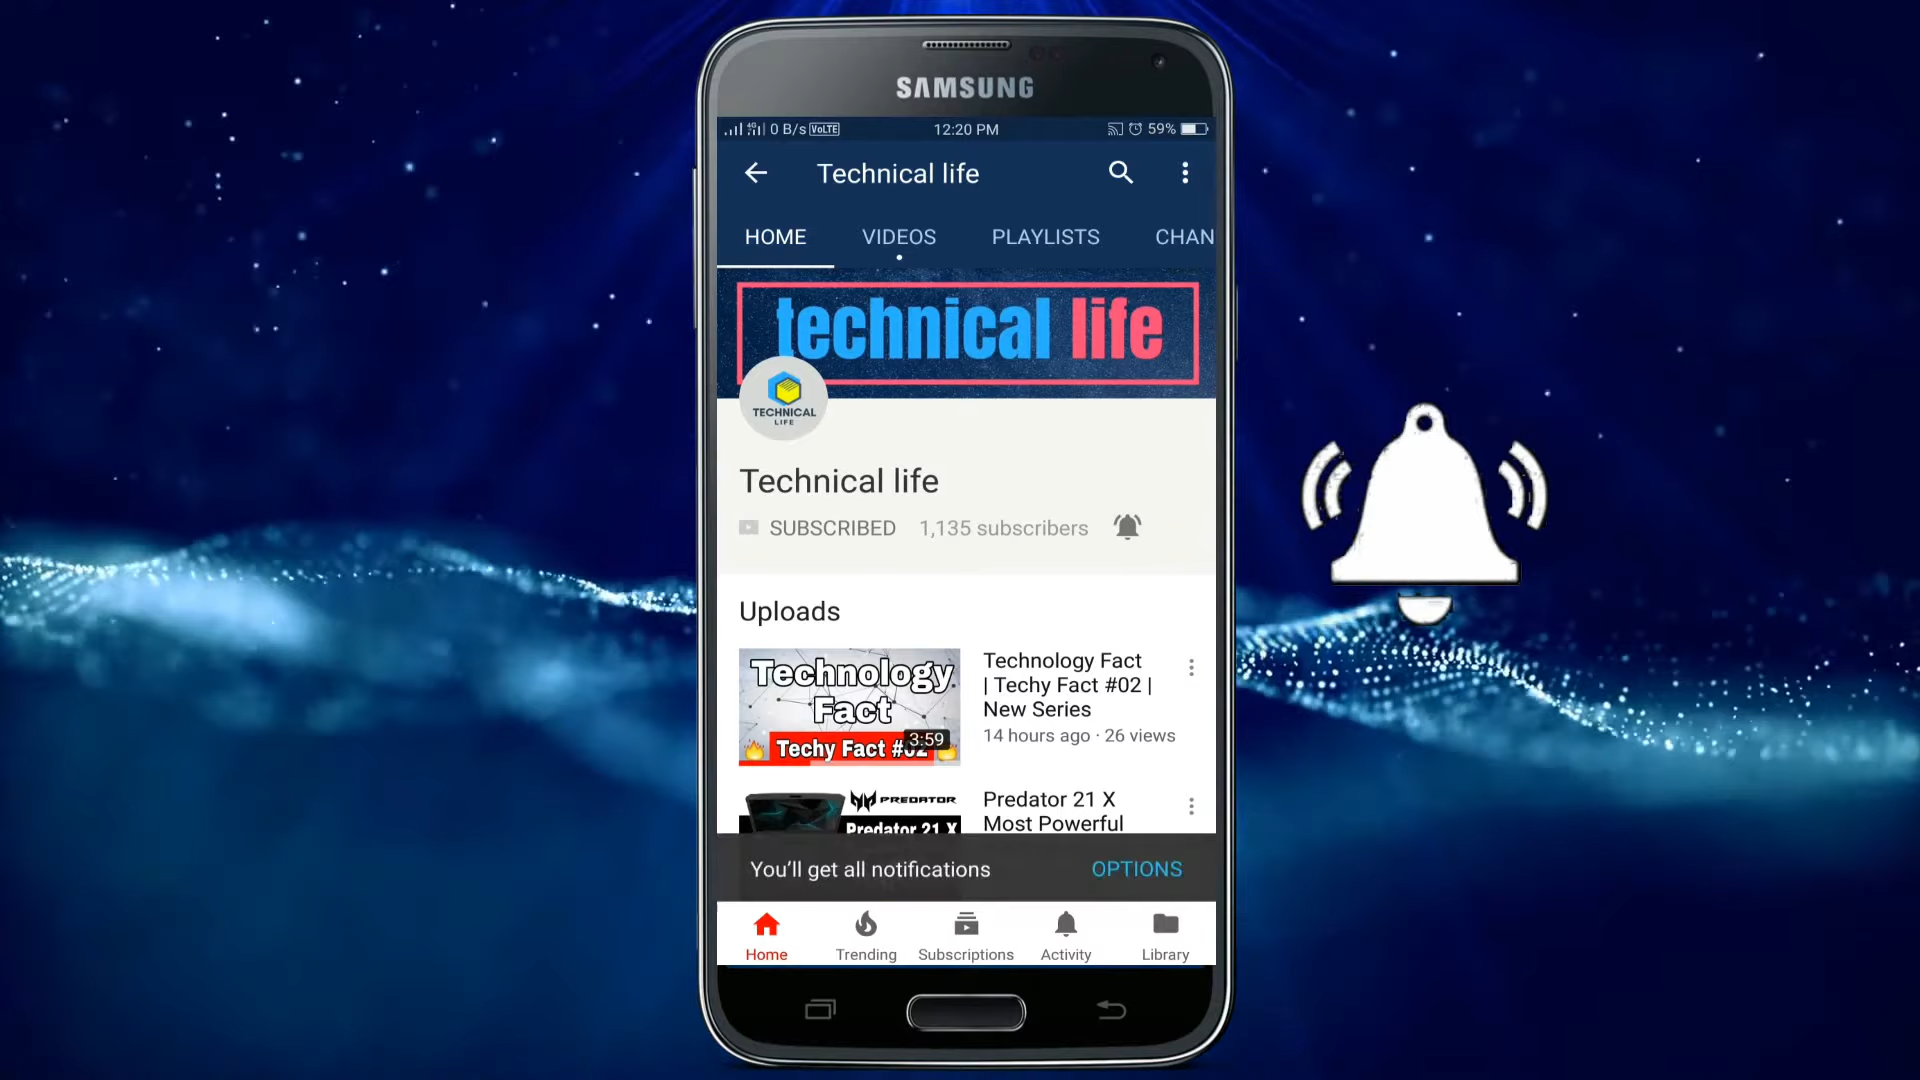 SAMSUNG
4G 0 B/s VoLTE 12:20 PM 59%
Technical life
HOME VIDEOS PLAYLISTS CHAN
technical life
TECHNICAL
LIFE
Technical life
SUBSCRIBED 1,135 subscribers
Uploads
Technology
Fact
Techy Fact #02
3:59
Technology Fact
| Techy Fact #02 |
New Series
14 hours ago · 26 views
PREDATOR
Predator 21 X
Predator 21 X
Most Powerful
You’ll get all notifications OPTIONS
Home Trending Subscriptions Activity Library